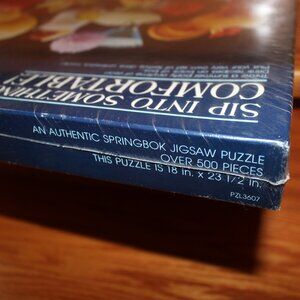 SIP INTO SOMETHING
COMFORTABLE
AN AUTHENTIC SPRINGBOK JIGSAW PUZZLE
OVER 500 PIECES
THIS PUZZLE IS 18 in. x 23 1/2 in.
PZL3607